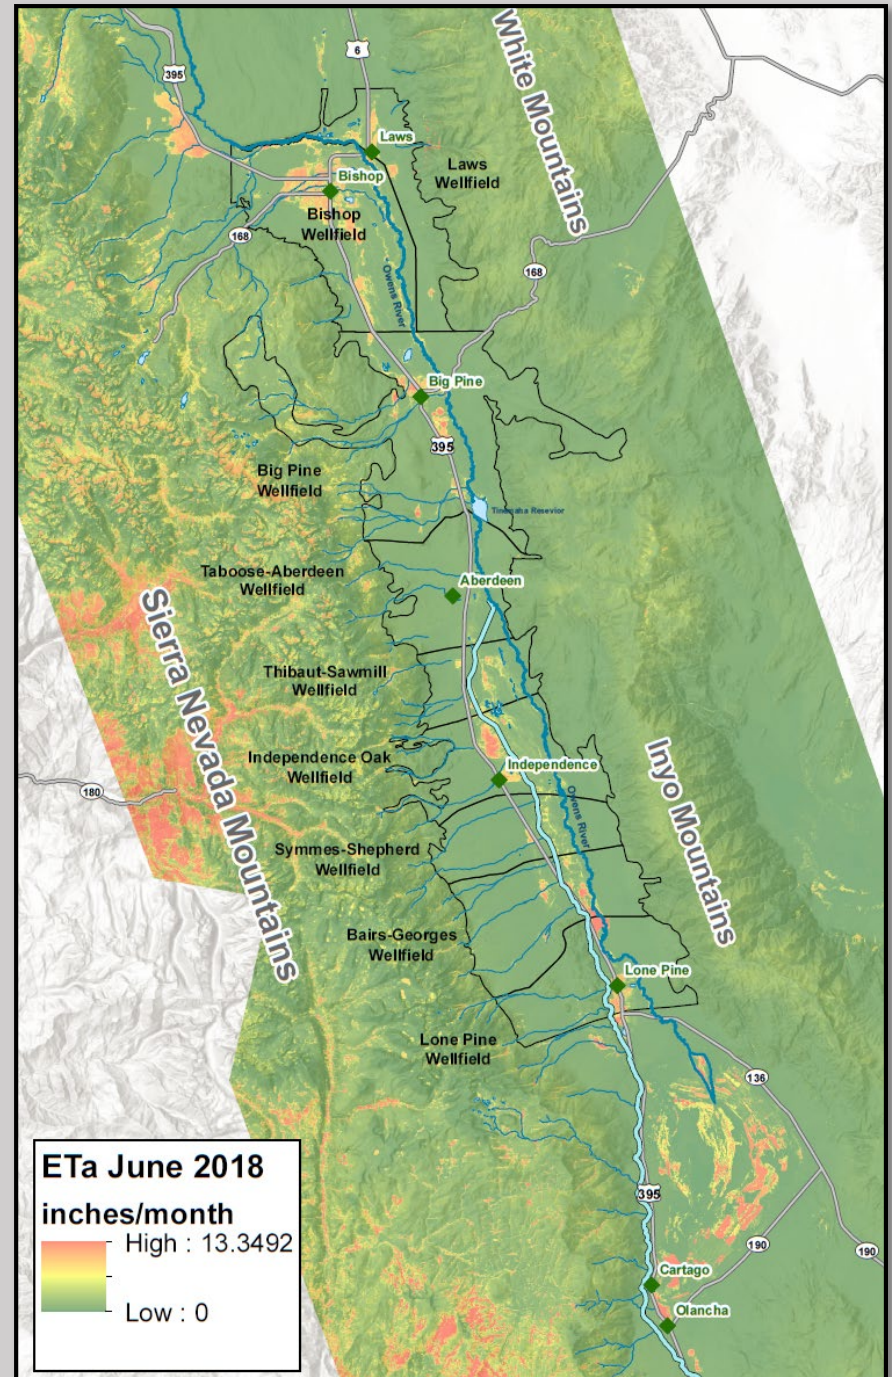 395
6
White Mountains
Laws
Laws
Wellfield
Bishop
Bishop
Wellfield
168
Owens River
168
Big Pine
395
Big Pine
Wellfield
Tinemaha Resevior
Taboose-Aberdeen
Wellfield
Aberdeen
Sierra Nevada Mountains
Thibaut-Sawmill
Wellfield
Independence Oak
Wellfield
Independence
Inyo Mountains
180
Owens River
Symmes-Shepherd
Wellfield
Bairs-Georges
Wellfield
Lone Pine
Lone Pine
Wellfield
136
395
190
190
Cartago
Olancha
ETa June 2018
inches/month
High : 13.3492
Low : 0